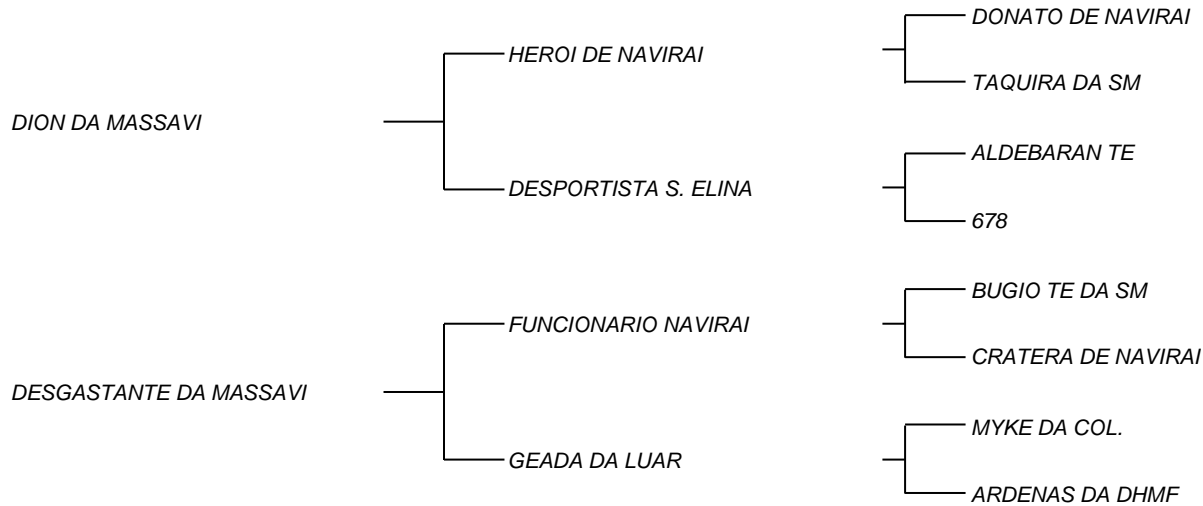 DONATO DE NAVIRAI
HEROI DE NAVIRAI
TAQUIRA DA SM
DION DA MASSAVI
ALDEBARAN TE
DESPORTISTA S. ELINA
678
BUGIO TE DA SM
FUNCIONARIO NAVIRAI
CRATERA DE NAVIRAI
DESGASTANTE DA MASSAVI
MYKE DA COL.
GEADA DA LUAR
ARDENAS DA DHMF